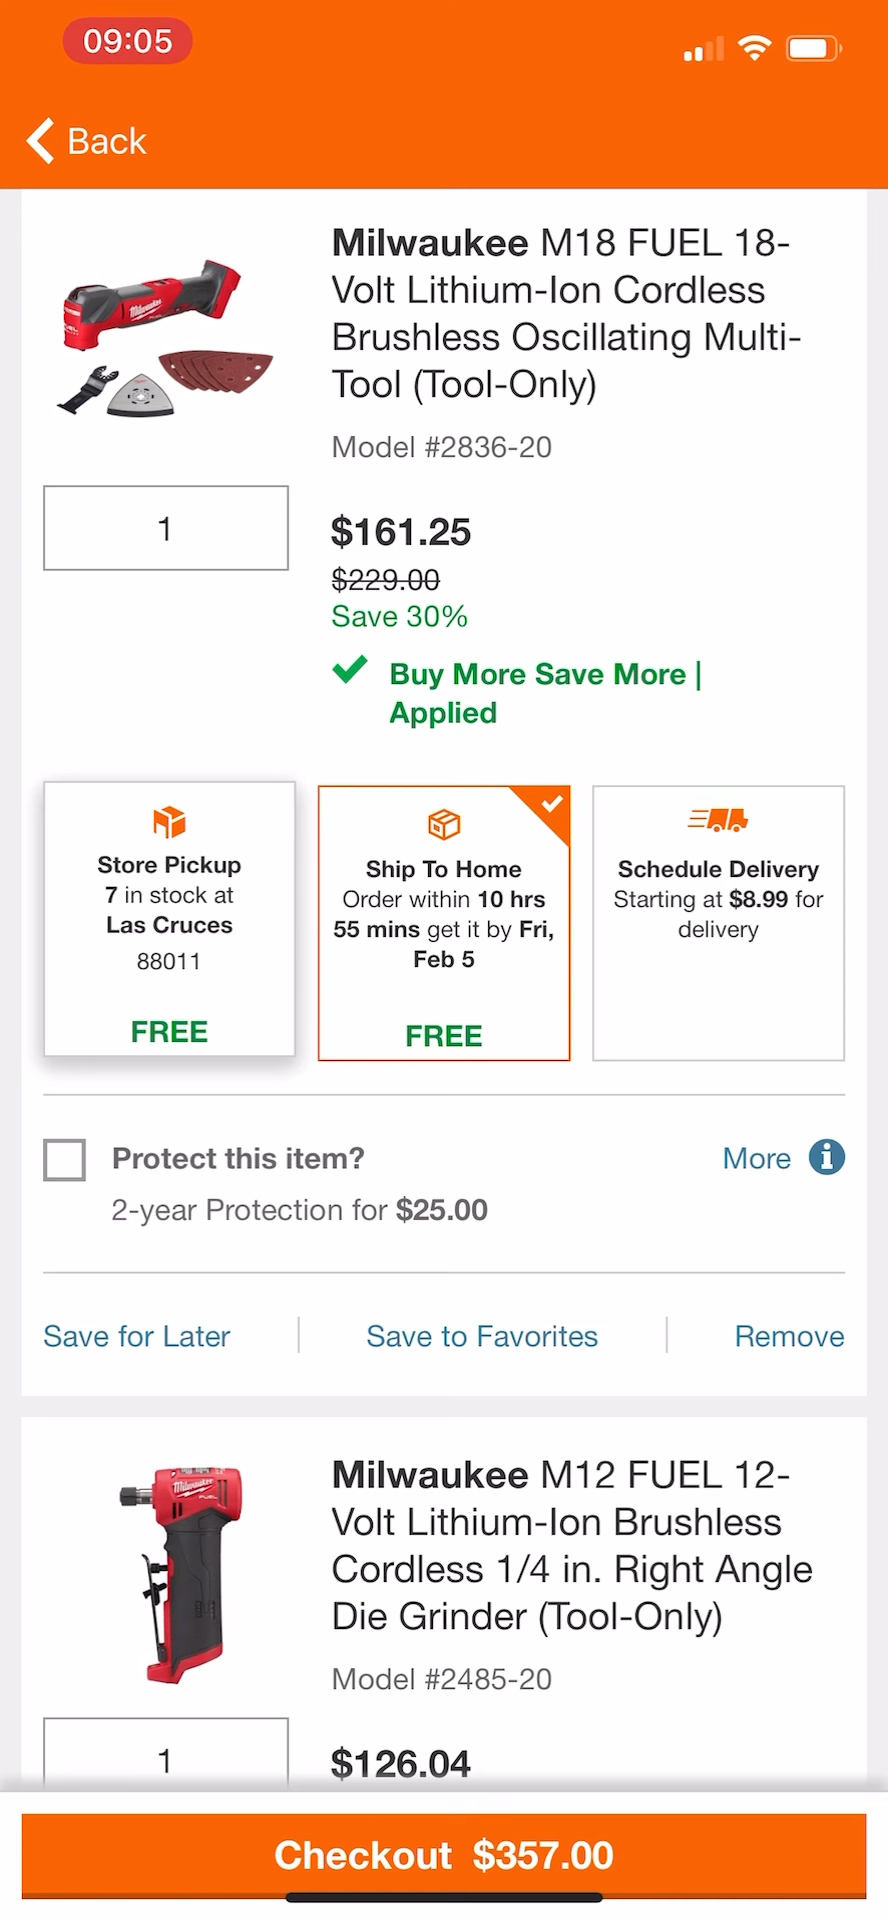 09:05
Back
Milwaukee M18 FUEL 18-
Volt Lithium-Ion Cordless
Brushless Oscillating Multi-
Tool (Tool-Only)
Model #2836-20
1
$161.25
$229.00
Save 30%
Buy More Save More |
Applied
Store Pickup
7 in stock at
Las Cruces
88011
FREE
Ship To Home
Order within 10 hrs
55 mins get it by Fri,
Feb 5
FREE
Schedule Delivery
Starting at $8.99 for
delivery
Protect this item?
More
2-year Protection for $25.00
Save for Later
Save to Favorites
Remove
Milwaukee
Milwaukee M12 FUEL 12-
Volt Lithium-Ion Brushless
Cordless 1/4 in. Right Angle
Die Grinder (Tool-Only)
Model #2485-20
1
$126.04
Checkout $357.00